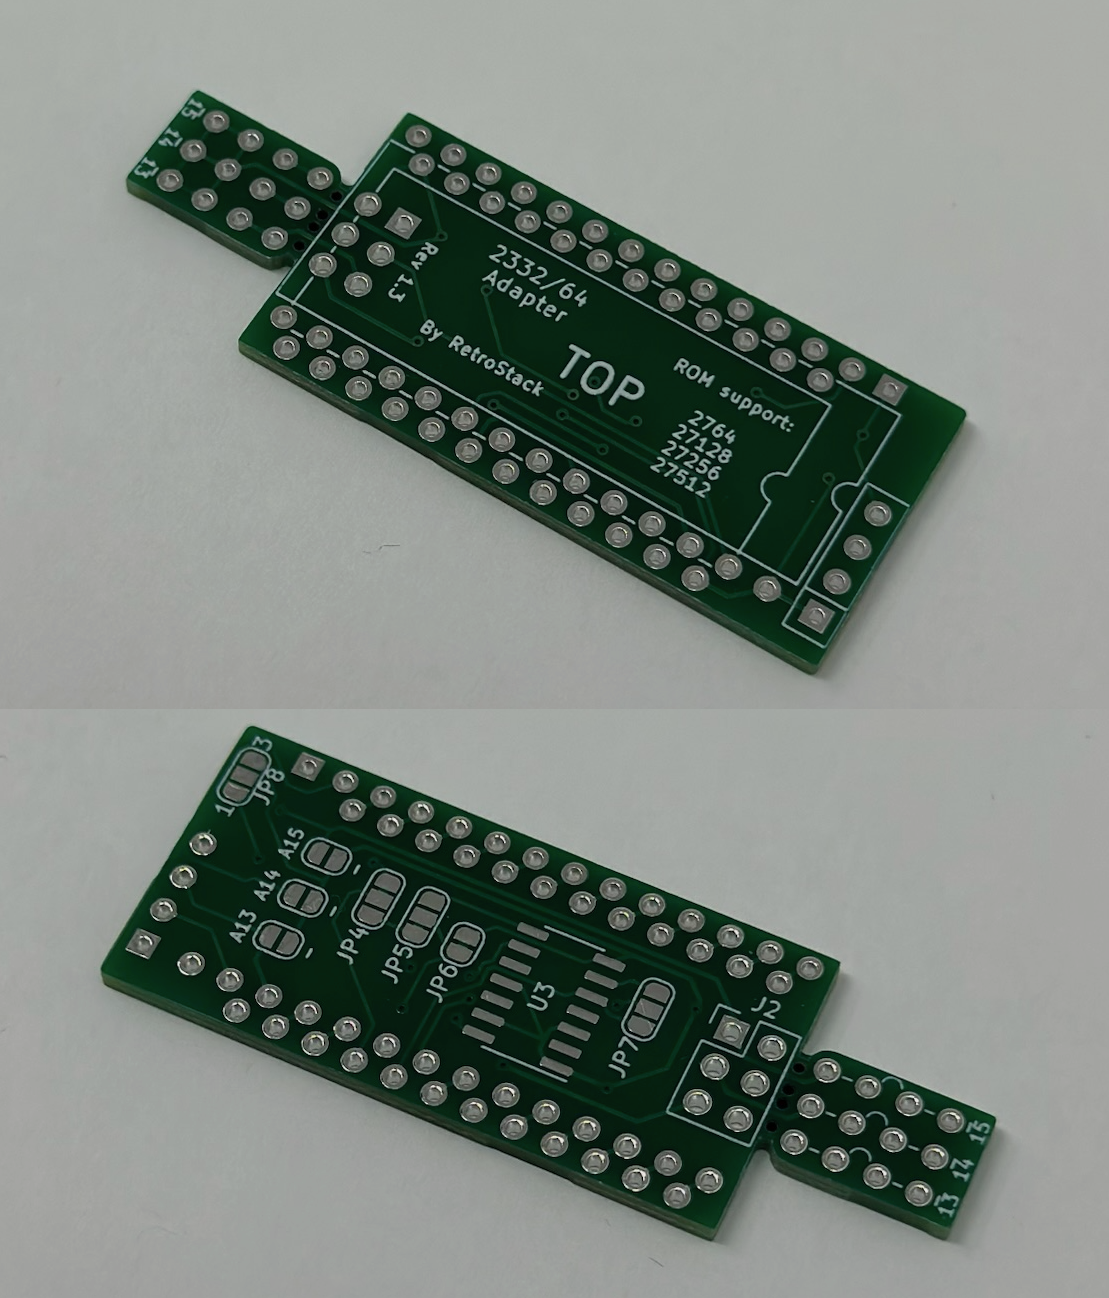 15
14
13
Rev 1.3
2332/64
Adapter
By RetroStack
TOP
ROM support:
2764
27128
27256
27512
3
JP8
1
A15
A14
A13
JP4
JP5
JP6
U3
JP7
J2
15
14
13